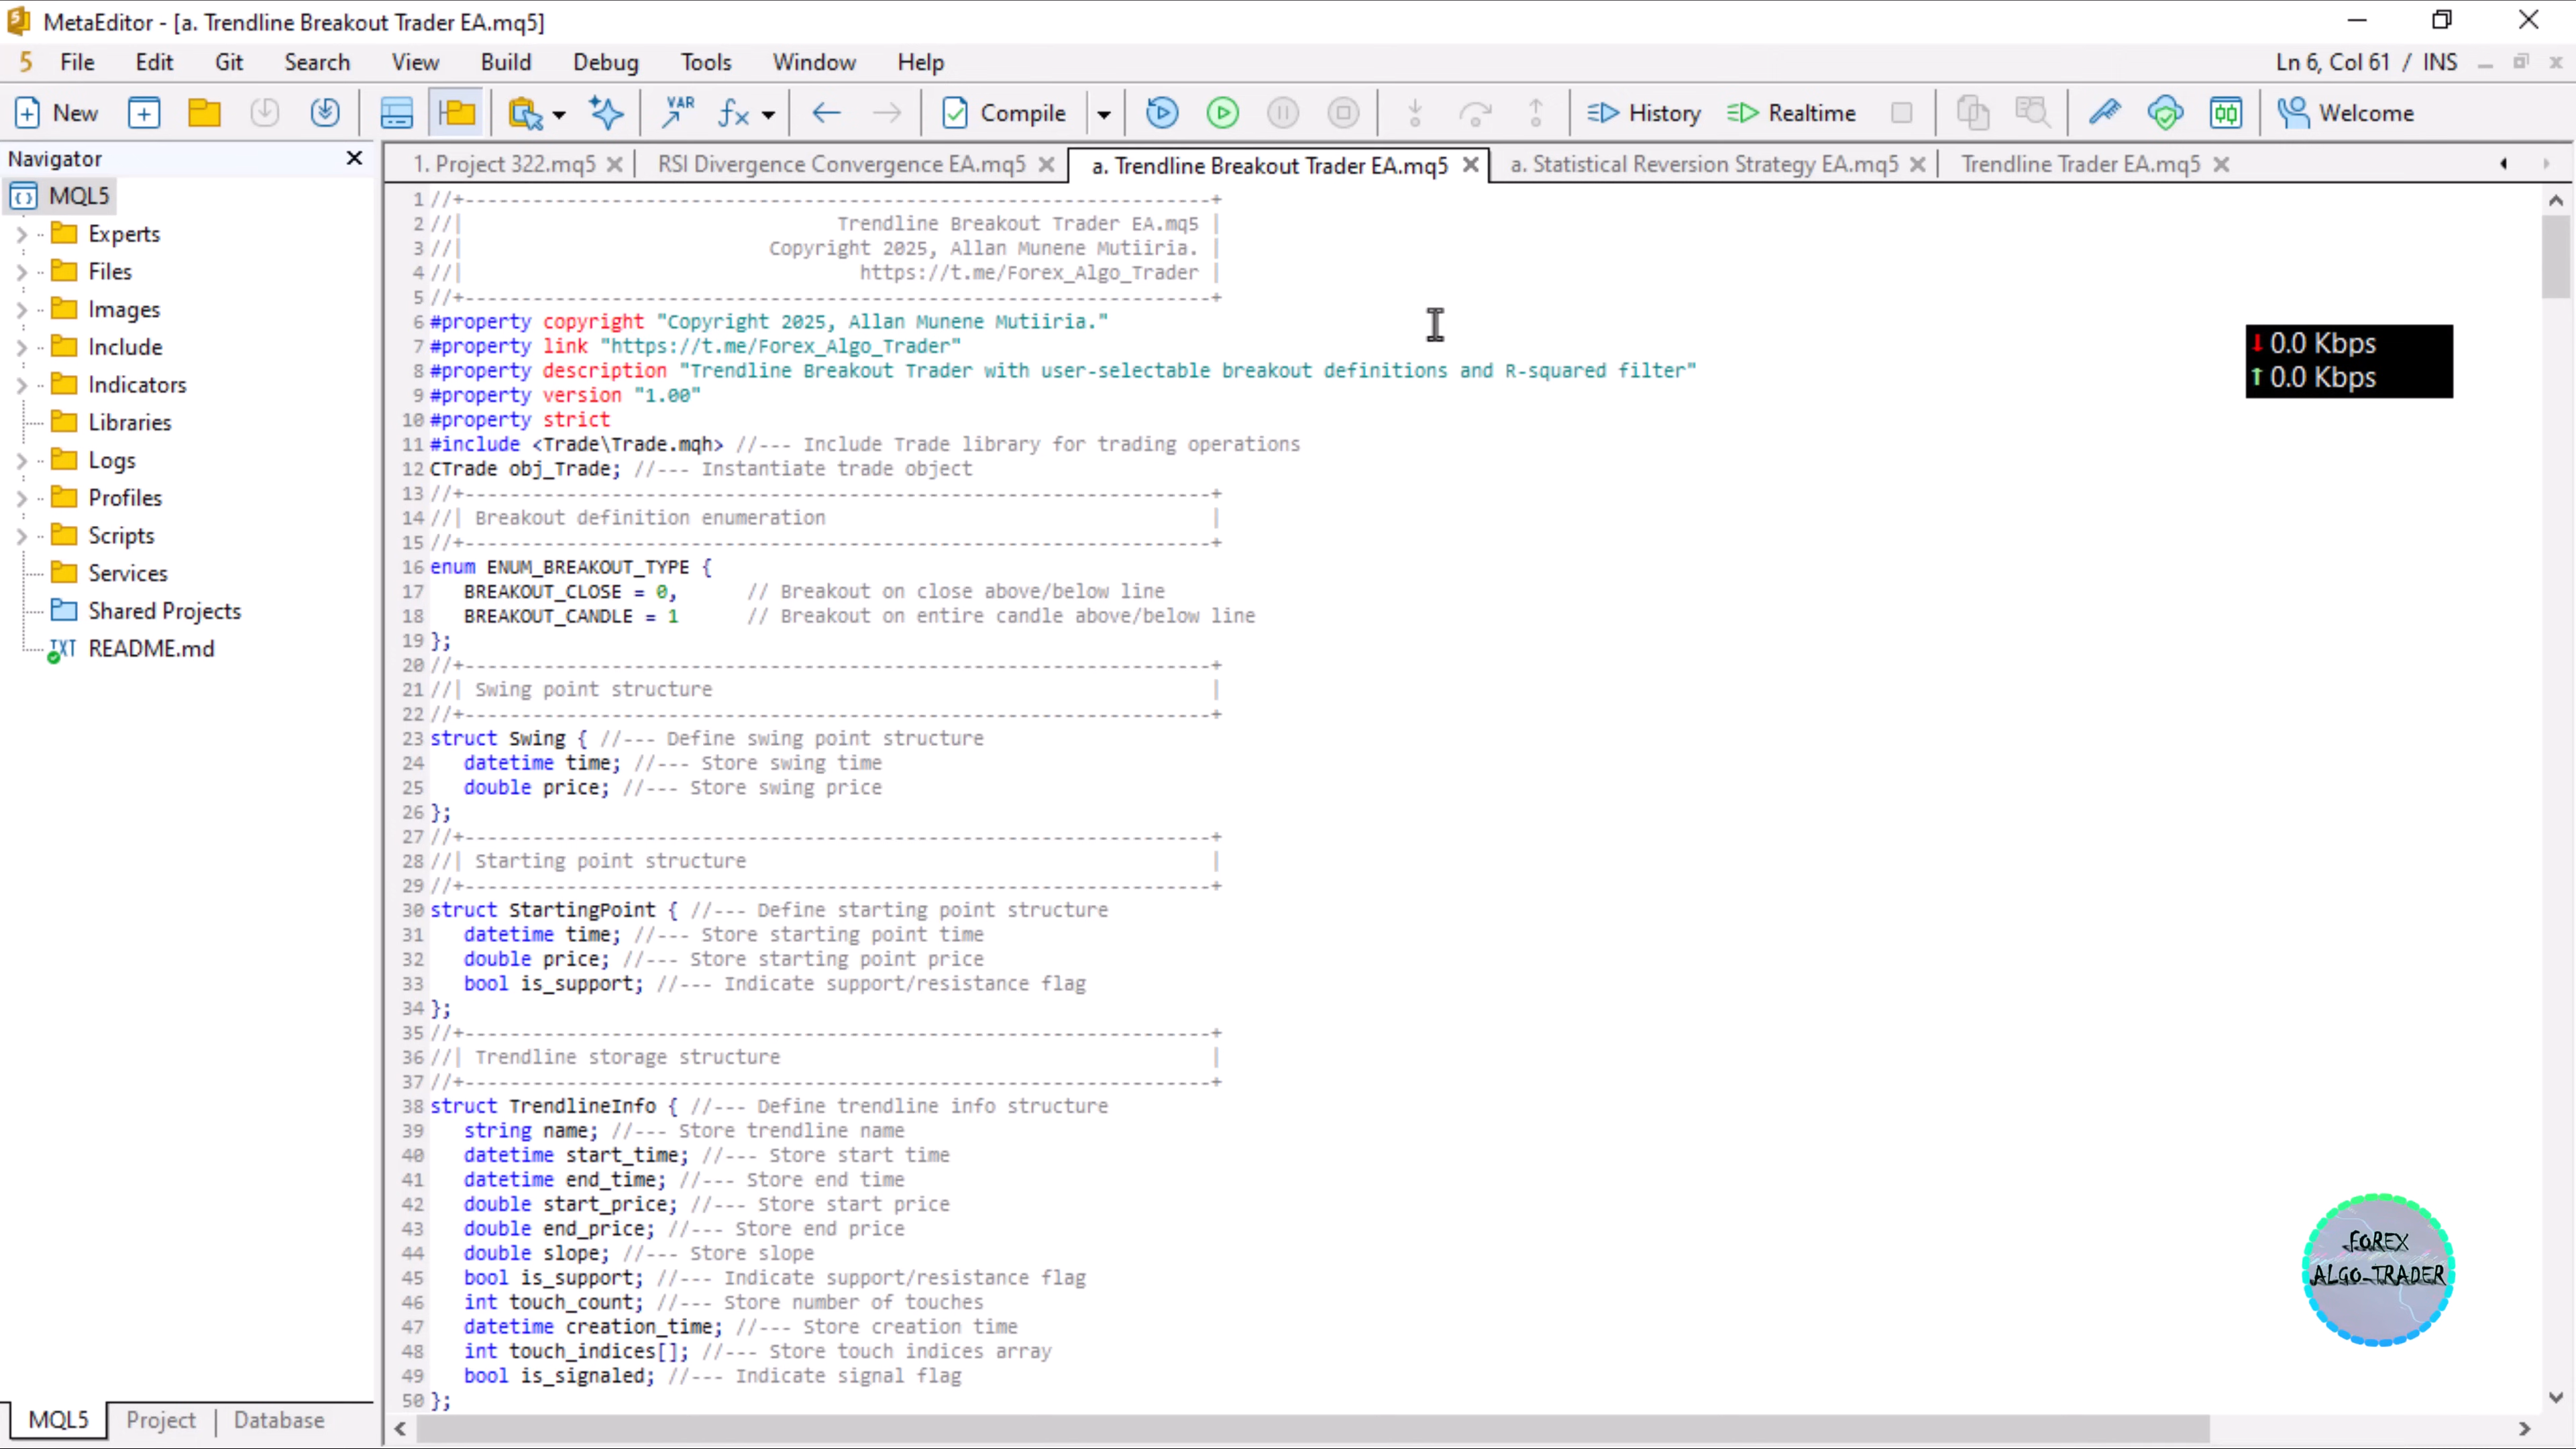 MetaEditor - [a. Trendline Breakout Trader EA.mq5]
5 File Edit Git Search View Build Debug Tools Window Help Ln 6, Col 61 / INS
New VAR fx Compile History Realtime Welcome
Navigator
1. Project 322.mq5 RSI Divergence Convergence EA.mq5 a. Trendline Breakout Trader EA.mq5 a. Statistical Reversion Strategy EA.mq5 Trendline Trader EA.mq5
MQL5
Experts
Files
Images
Include
Indicators
Libraries
Logs
Profiles
Scripts
Services
Shared Projects
TXT README.md
MQL5 Project Database
1 //+------------------------------------------------------------------+
2 //| Trendline Breakout Trader EA.mq5 |
3 //| Copyright 2025, Allan Munene Mutiiria. |
4 //| https://t.me/Forex_Algo_Trader |
5 //+------------------------------------------------------------------+
6 #property copyright "Copyright 2025, Allan Munene Mutiiria."
7 #property link "https://t.me/Forex_Algo_Trader"
8 #property description "Trendline Breakout Trader with user-selectable breakout definitions and R-squared filter"
9 #property version "1.00"
10 #property strict
11 #include <Trade\Trade.mqh> //--- Include Trade library for trading operations
12 CTrade obj_Trade; //--- Instantiate trade object
13 //+------------------------------------------------------------------+
14 //| Breakout definition enumeration |
15 //+------------------------------------------------------------------+
16 enum ENUM_BREAKOUT_TYPE {
17 BREAKOUT_CLOSE = 0, // Breakout on close above/below line
18 BREAKOUT_CANDLE = 1 // Breakout on entire candle above/below line
19 };
20 //+------------------------------------------------------------------+
21 //| Swing point structure |
22 //+------------------------------------------------------------------+
23 struct Swing { //--- Define swing point structure
24 datetime time; //--- Store swing time
25 double price; //--- Store swing price
26 };
27 //+------------------------------------------------------------------+
28 //| Starting point structure |
29 //+------------------------------------------------------------------+
30 struct StartingPoint { //--- Define starting point structure
31 datetime time; //--- Store starting point time
32 double price; //--- Store starting point price
33 bool is_support; //--- Indicate support/resistance flag
34 };
35 //+------------------------------------------------------------------+
36 //| Trendline storage structure |
37 //+------------------------------------------------------------------+
38 struct TrendlineInfo { //--- Define trendline info structure
39 string name; //--- Store trendline name
40 datetime start_time; //--- Store start time
41 datetime end_time; //--- Store end time
42 double start_price; //--- Store start price
43 double end_price; //--- Store end price
44 double slope; //--- Store slope
45 bool is_support; //--- Indicate support/resistance flag
46 int touch_count; //--- Store number of touches
47 datetime creation_time; //--- Store creation time
48 int touch_indices[]; //--- Store touch indices array
49 bool is_signaled; //--- Indicate signal flag
50 };
↓ 0.0 Kbps
↑ 0.0 Kbps
FOREX
ALGO-TRADER